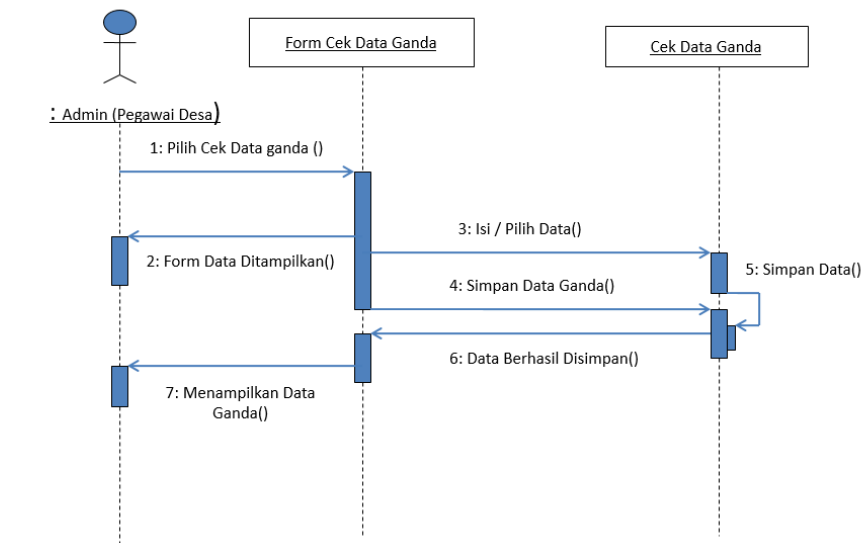 Form Cek Data Ganda
Cek Data Ganda
: Admin (Pegawai Desa)
1: Pilih Cek Data ganda ()
3: Isi / Pilih Data()
2: Form Data Ditampilkan()
5: Simpan Data()
4: Simpan Data Ganda()
6: Data Berhasil Disimpan()
7: Menampilkan Data
Ganda()